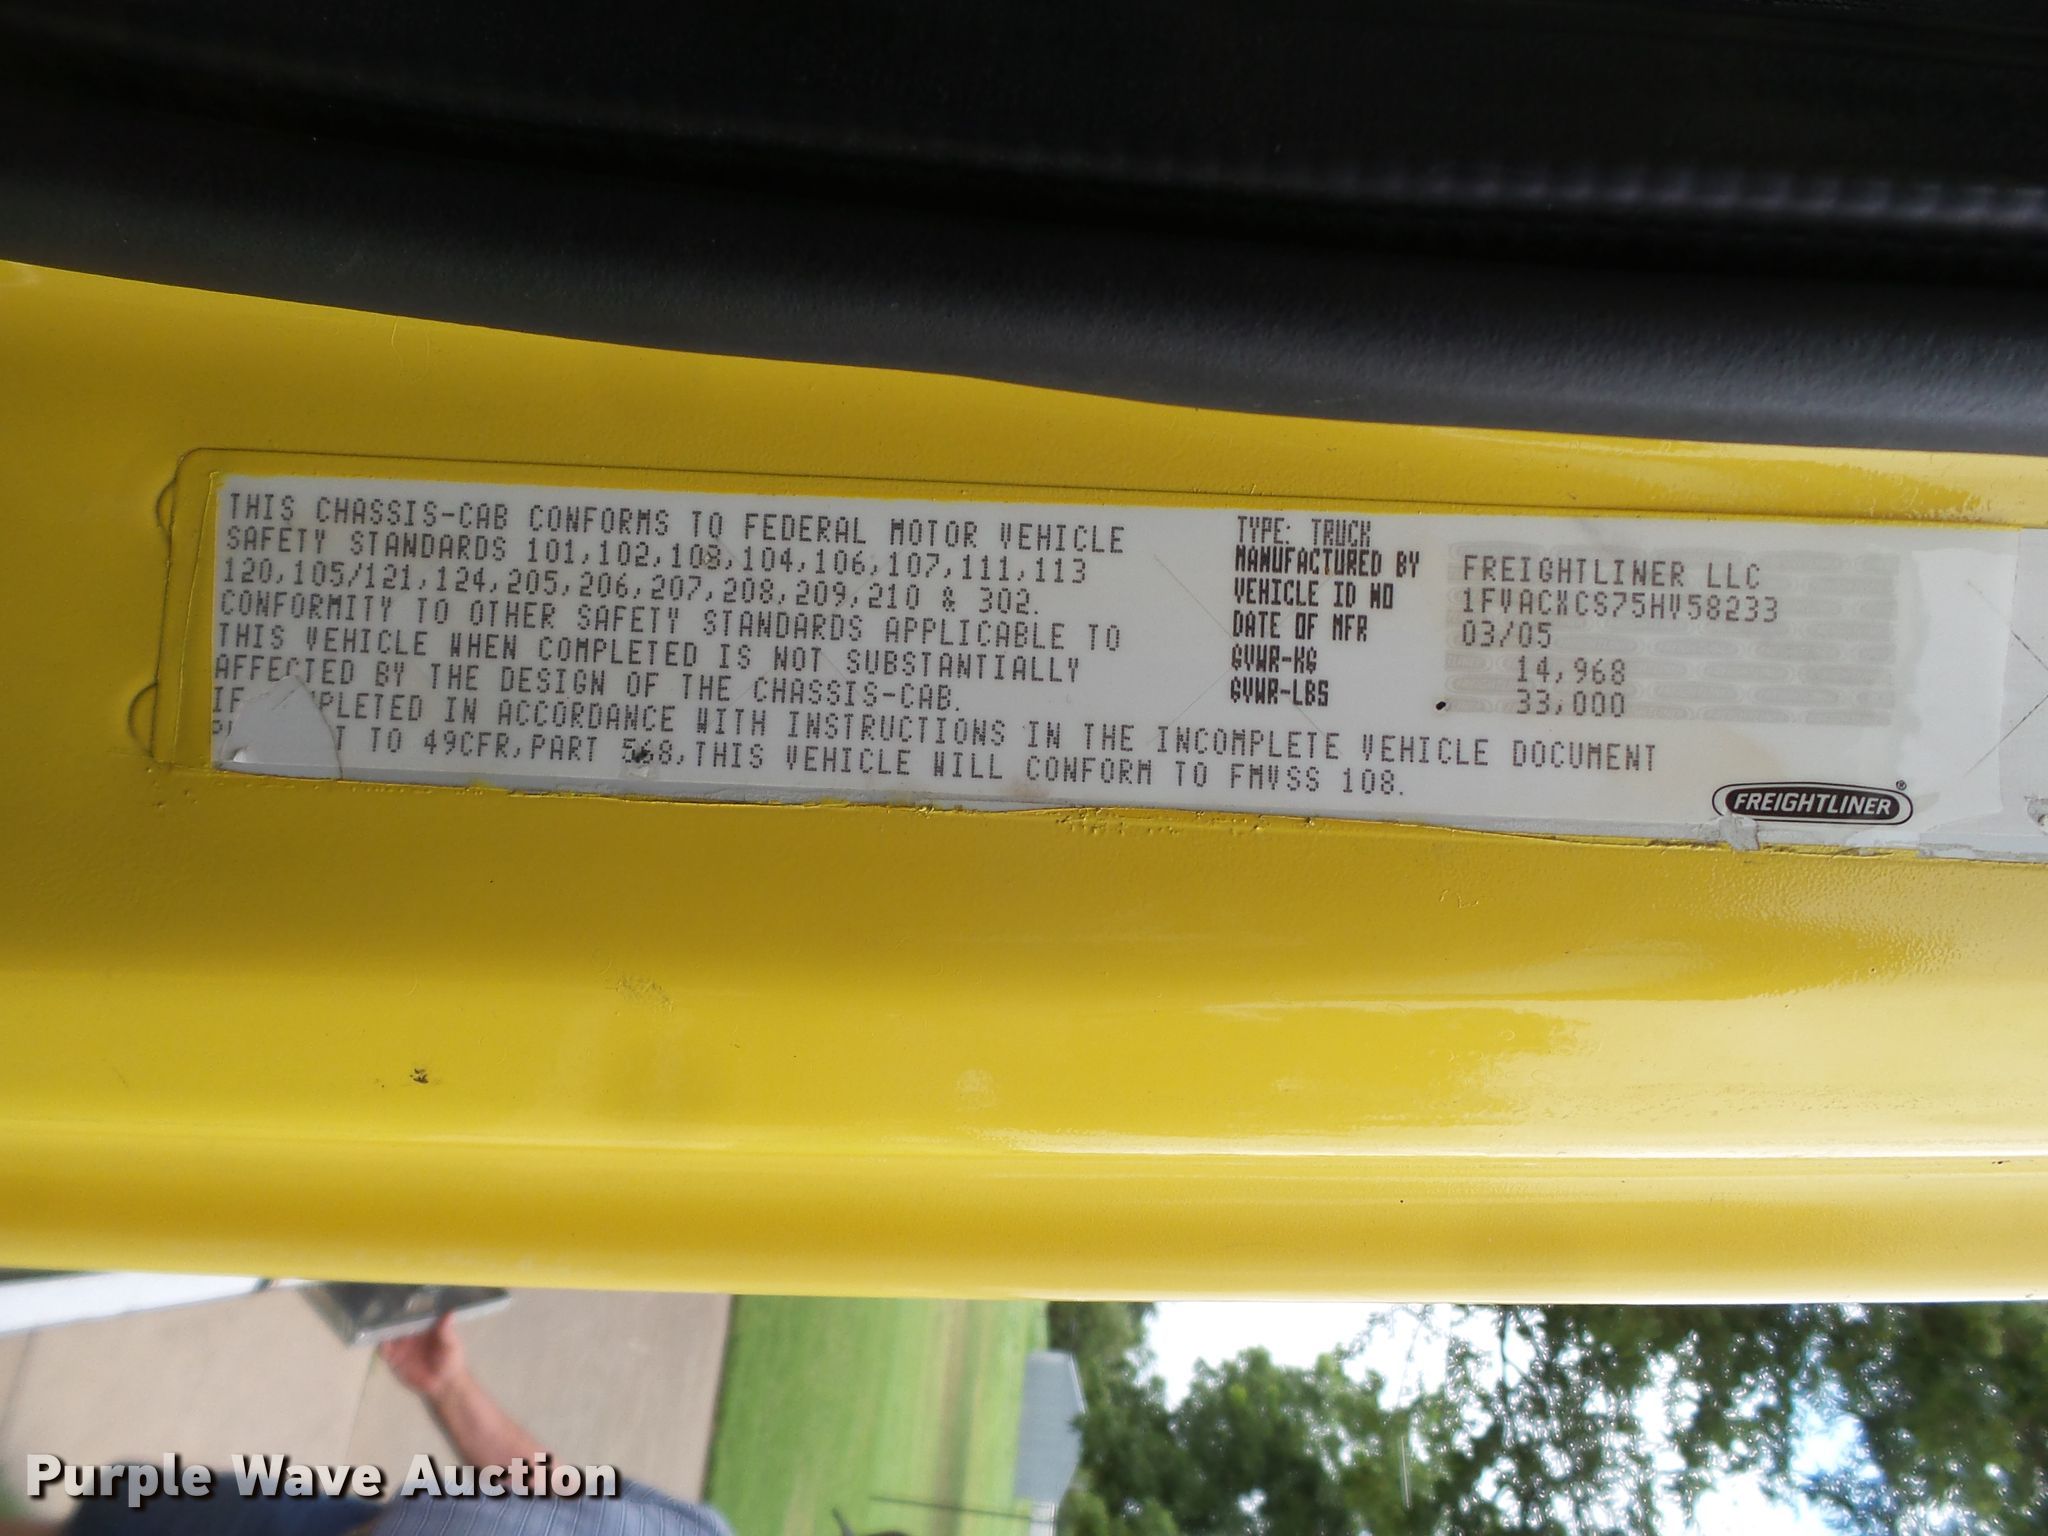 THIS CHASSIS-CAB CONFORMS TO FEDERAL MOTOR VEHICLE
SAFETY STANDARDS 101,102,103,104,106,107,111,113
120,105/121,124,205,206,207,208,209,210 & 302.
CONFORMITY TO OTHER SAFETY STANDARDS APPLICABLE TO
THIS VEHICLE WHEN COMPLETED IS NOT SUBSTANTIALLY
AFFECTED BY THE DESIGN OF THE CHASSIS-CAB.
IF COMPLETED IN ACCORDANCE WITH INSTRUCTIONS IN THE INCOMPLETE VEHICLE DOCUMENT
TO 49CFR,PART 568,THIS VEHICLE WILL CONFORM TO FMVSS 108.
TYPE: TRUCK
MANUFACTURED BY FREIGHTLINER LLC
VEHICLE ID NO 1FVACXCS75HV58233
DATE OF MFR 03/05
GVWR-KG 14,968
GVWR-LBS 33,000
FREIGHTLINER®
Purple Wave Auction